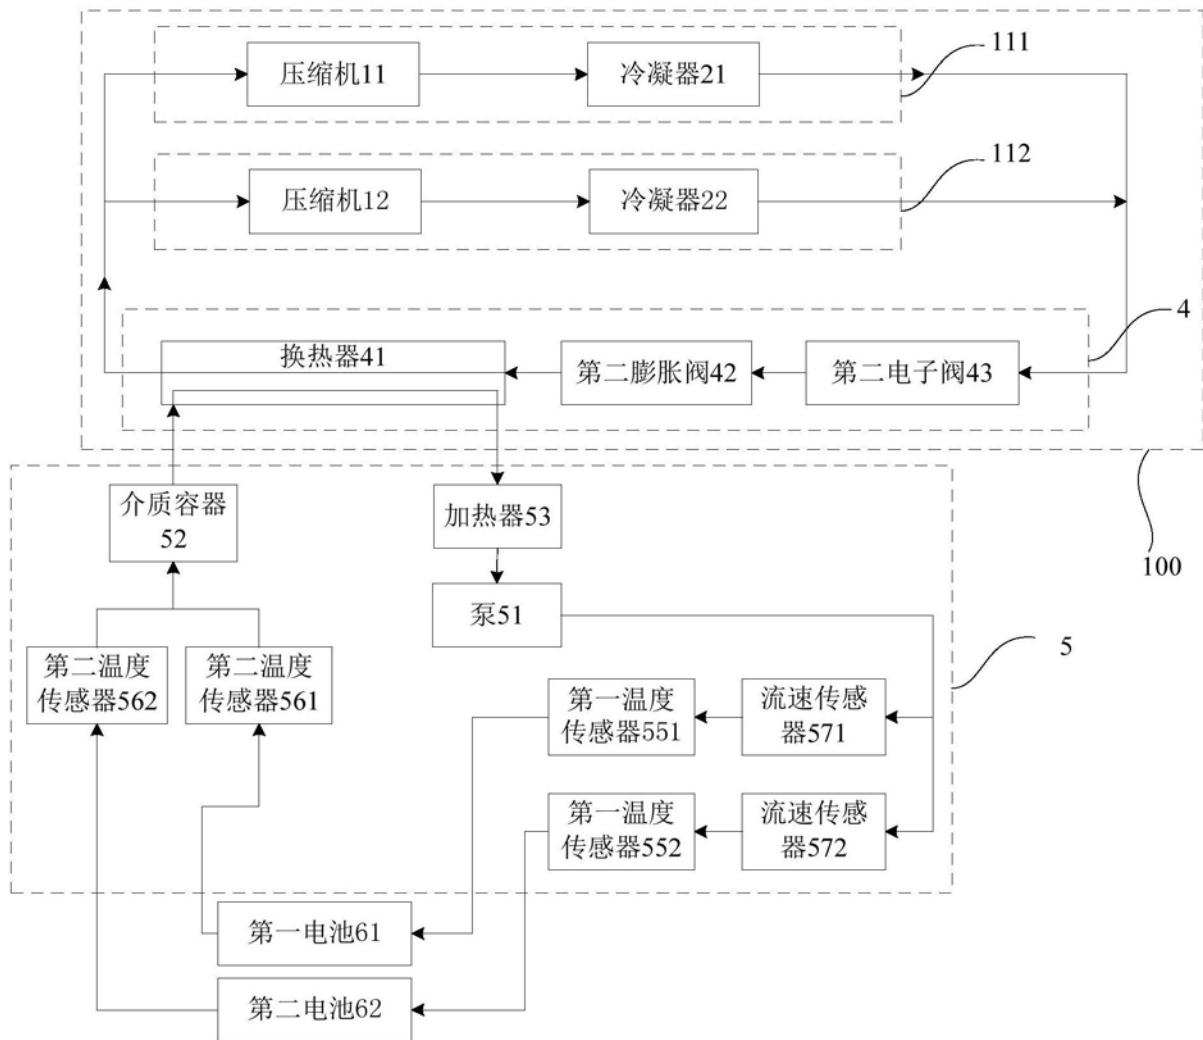 压缩机11
冷凝器21
111
压缩机12
冷凝器22
112
4
换热器41
第二膨胀阀42
第二电子阀43
介质容器
52
加热器53
100
泵51
第二温度
传感器562
第二温度
传感器561
5
第一温度
传感器551
流速传感
器571
第一温度
传感器552
流速传感
器572
第一电池61
第二电池62